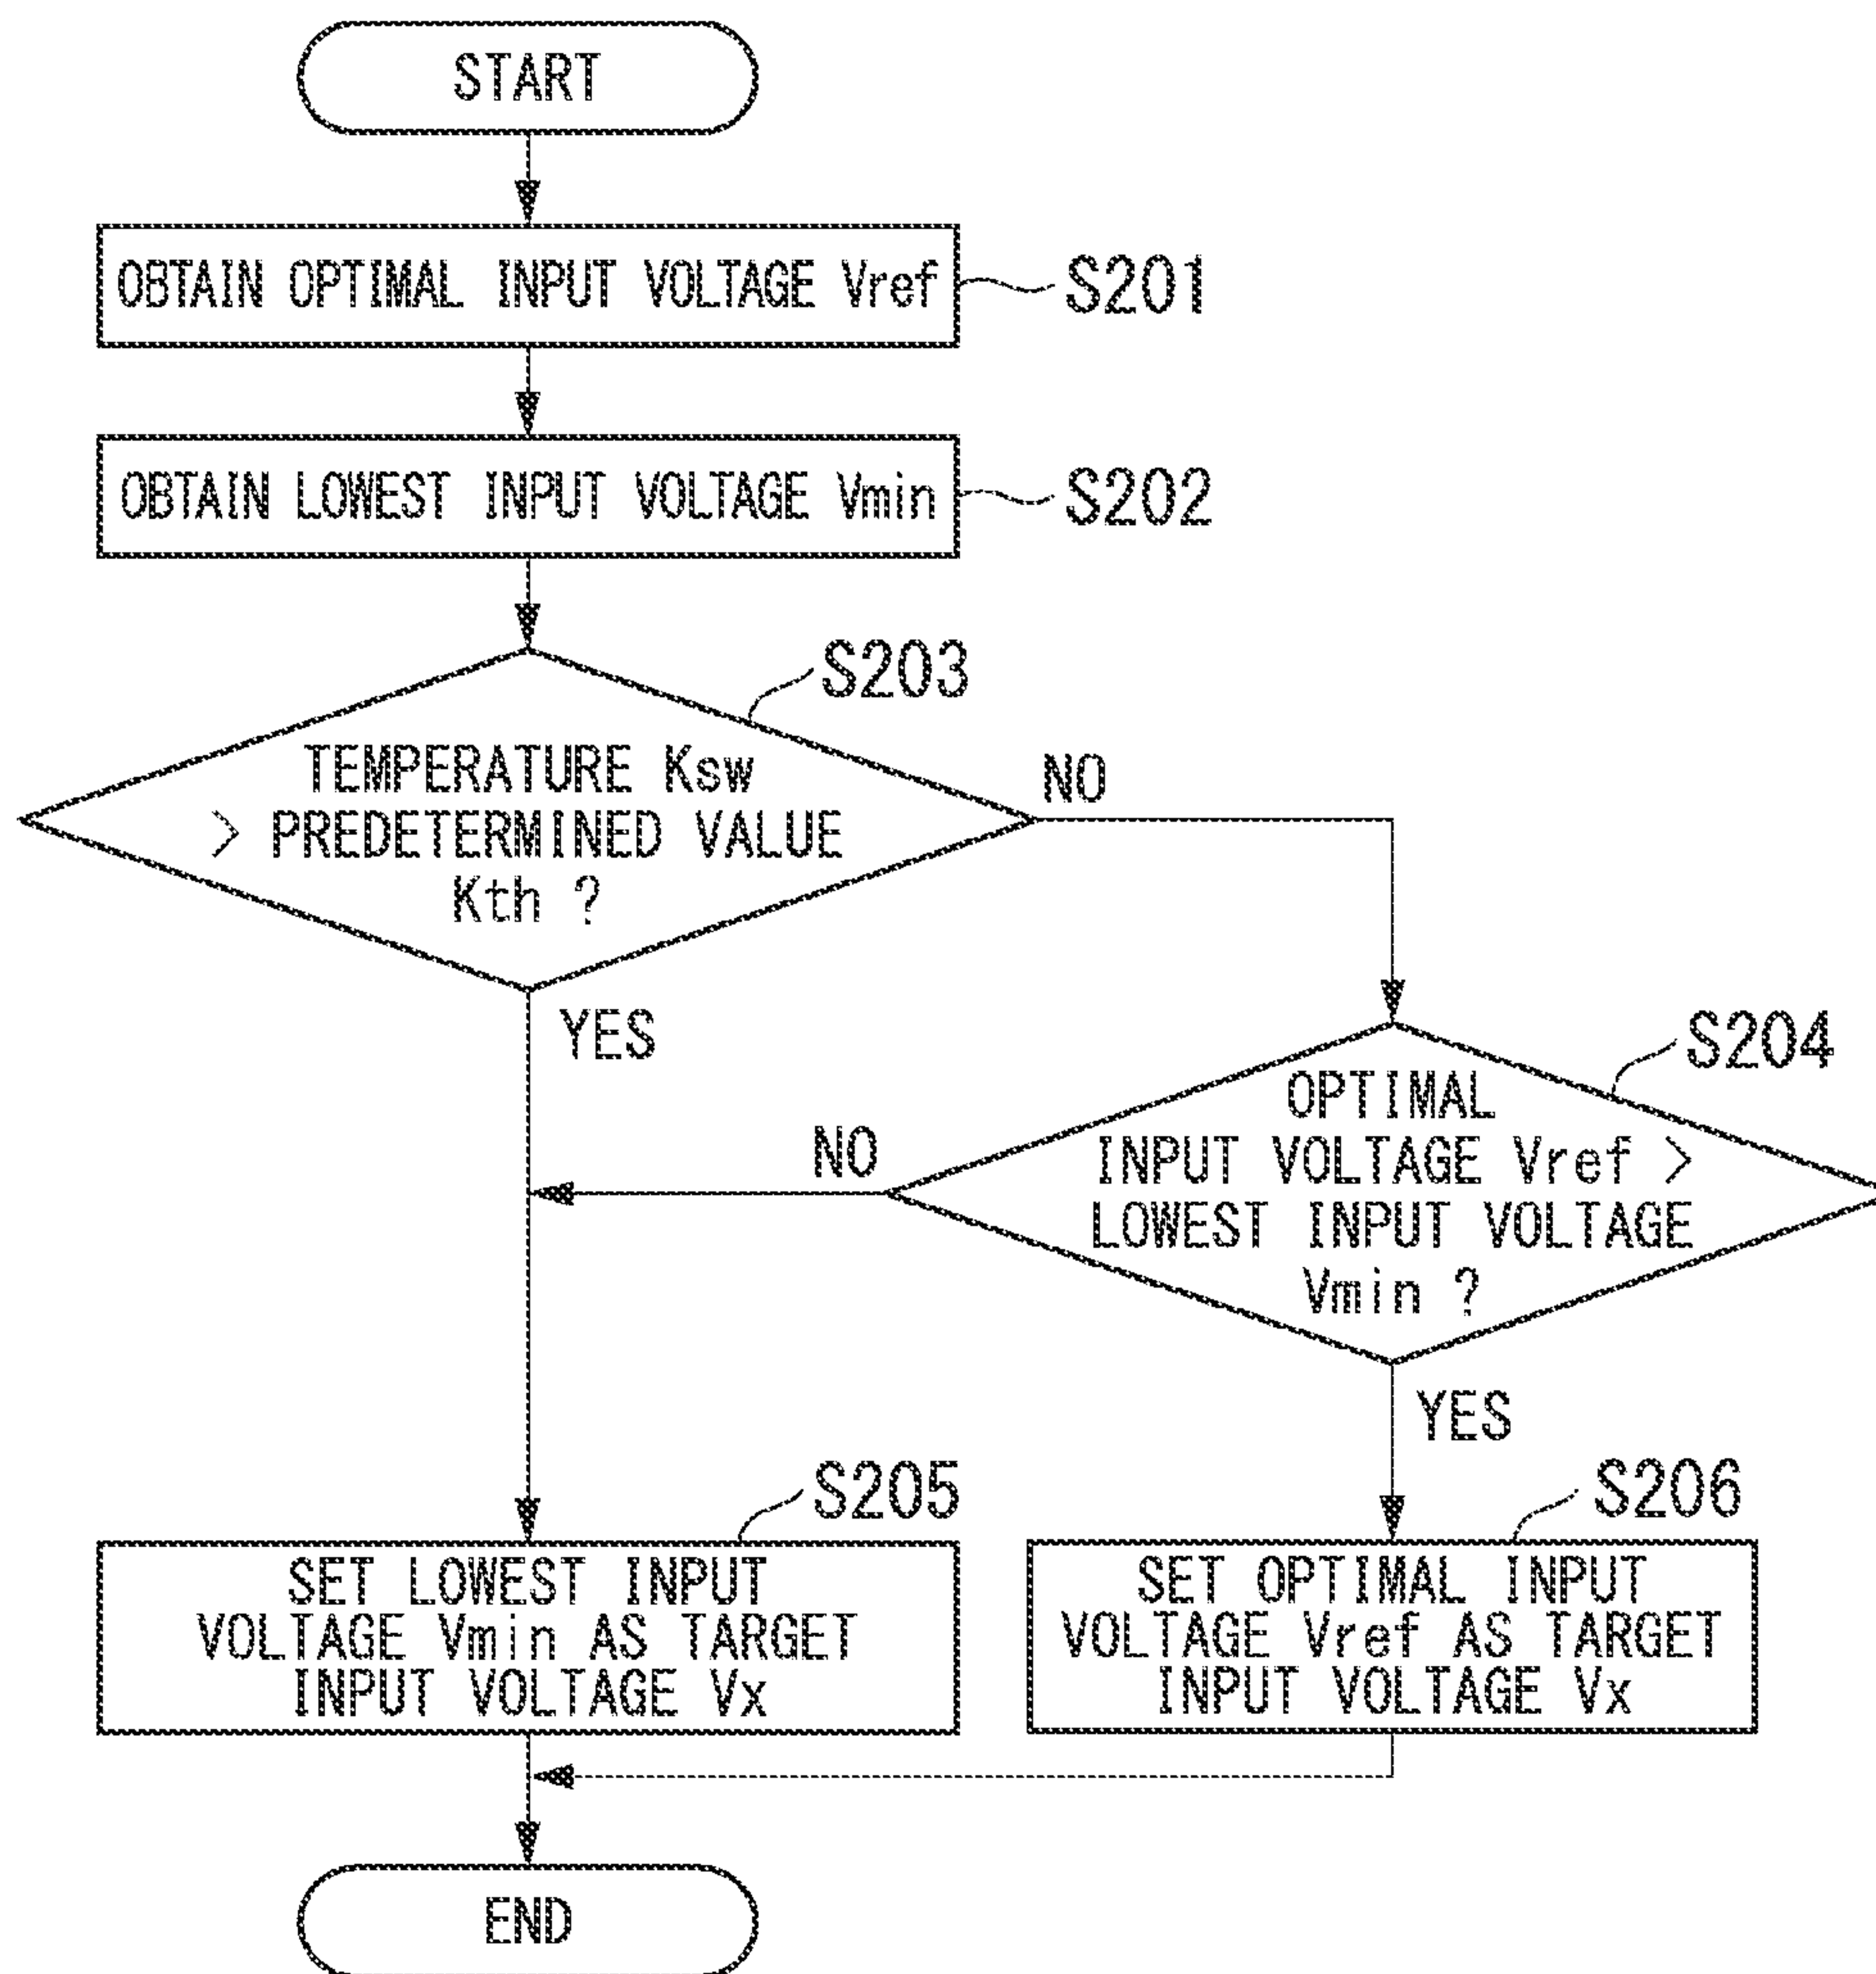 START
OBTAIN OPTIMAL INPUT VOLTAGE Vref
S201
OBTAIN LOWEST INPUT VOLTAGE Vmin
S202
S203
TEMPERATURE Ksw
> PREDETERMINED VALUE
Kth ?
NO
YES
S204
OPTIMAL
INPUT VOLTAGE Vref >
LOWEST INPUT VOLTAGE
Vmin ?
NO
YES
S205
SET LOWEST INPUT
VOLTAGE Vmin AS TARGET
INPUT VOLTAGE Vx
S206
SET OPTIMAL INPUT
VOLTAGE Vref AS TARGET
INPUT VOLTAGE Vx
END